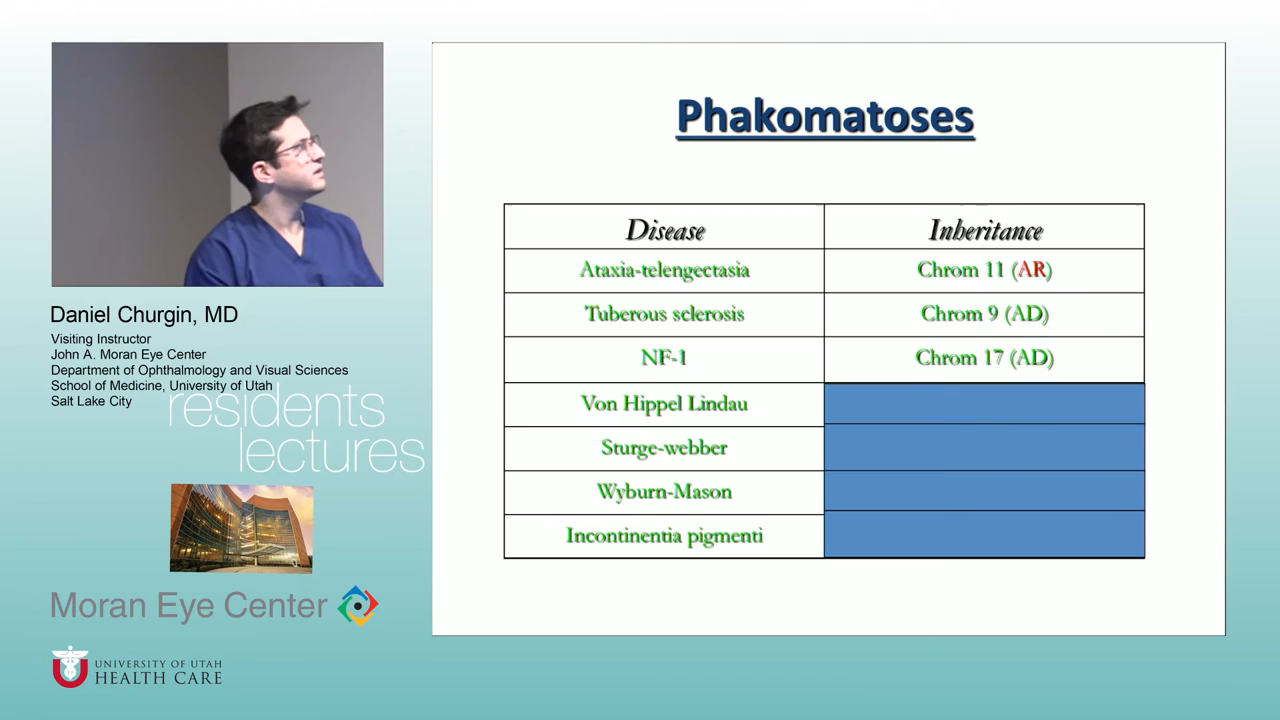 Daniel Churgin, MD
Visiting Instructor
John A. Moran Eye Center
Department of Ophthalmology and Visual Sciences
School of Medicine, University of Utah
Salt Lake City
residents
lectures
Moran Eye Center
UNIVERSITY OF UTAH
HEALTH CARE
Phakomatoses
Disease Inheritance
Ataxia-telengectasia Chrom 11 (AR)
Tuberous sclerosis Chrom 9 (AD)
NF-1 Chrom 17 (AD)
Von Hippel Lindau
Sturge-webber
Wyburn-Mason
Incontinentia pigmenti